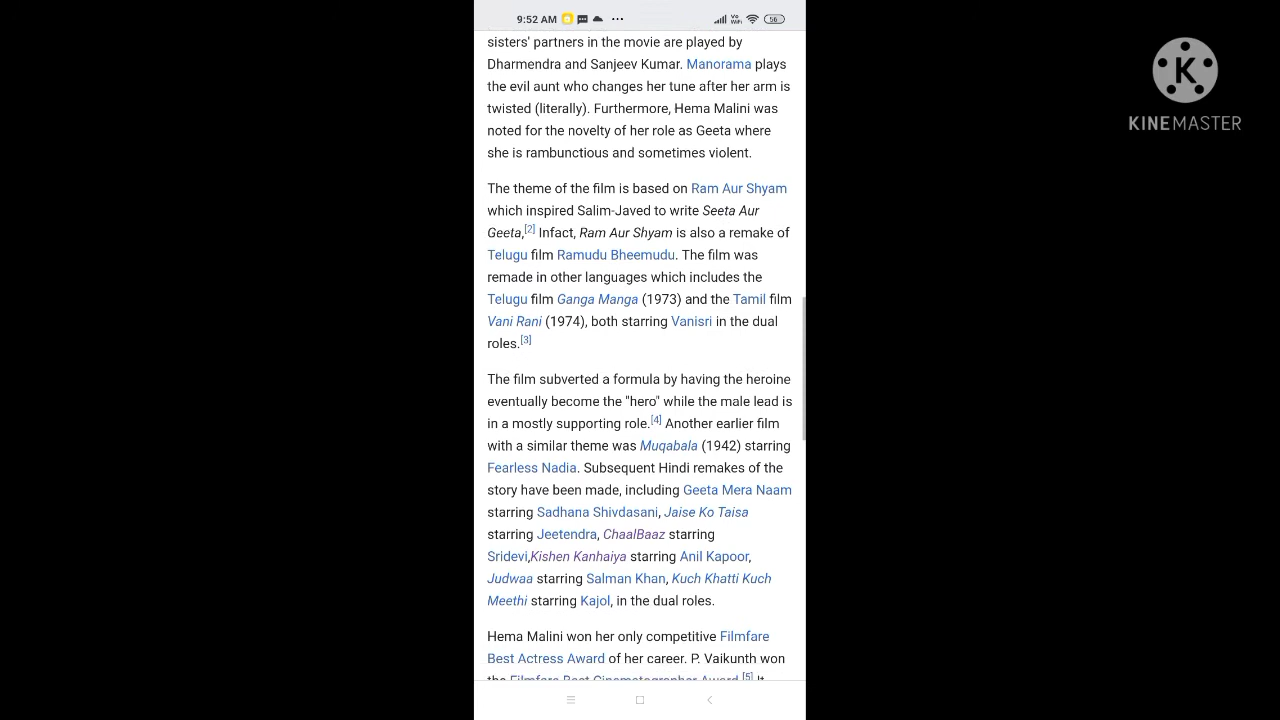 9:52 AM
Vo
WiFi
56
sisters' partners in the movie are played by
Dharmendra and Sanjeev Kumar. Manorama plays
the evil aunt who changes her tune after her arm is
twisted (literally). Furthermore, Hema Malini was
noted for the novelty of her role as Geeta where
she is rambunctious and sometimes violent.
The theme of the film is based on Ram Aur Shyam
which inspired Salim-Javed to write Seeta Aur
Geeta,[2] Infact, Ram Aur Shyam is also a remake of
Telugu film Ramudu Bheemudu. The film was
remade in other languages which includes the
Telugu film Ganga Manga (1973) and the Tamil film
Vani Rani (1974), both starring Vanisri in the dual
roles.[3]
The film subverted a formula by having the heroine
eventually become the "hero" while the male lead is
in a mostly supporting role.[4] Another earlier film
with a similar theme was Muqabala (1942) starring
Fearless Nadia. Subsequent Hindi remakes of the
story have been made, including Geeta Mera Naam
starring Sadhana Shivdasani, Jaise Ko Taisa
starring Jeetendra, ChaalBaaz starring
Sridevi,Kishen Kanhaiya starring Anil Kapoor,
Judwaa starring Salman Khan, Kuch Khatti Kuch
Meethi starring Kajol, in the dual roles.
Hema Malini won her only competitive Filmfare
Best Actress Award of her career. P. Vaikunth won
the Filmfare Best Cinematographer Award.[5] It
K
KINEMASTER